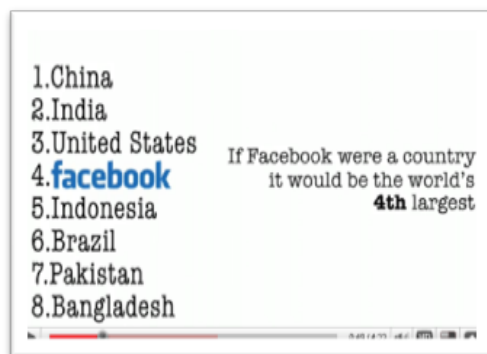 1.China
2.India
3.United States
4.facebook
5.Indonesia
6.Brazil
7.Pakistan
8.Bangladesh
If Facebook were a country
it would be the world's
4th largest